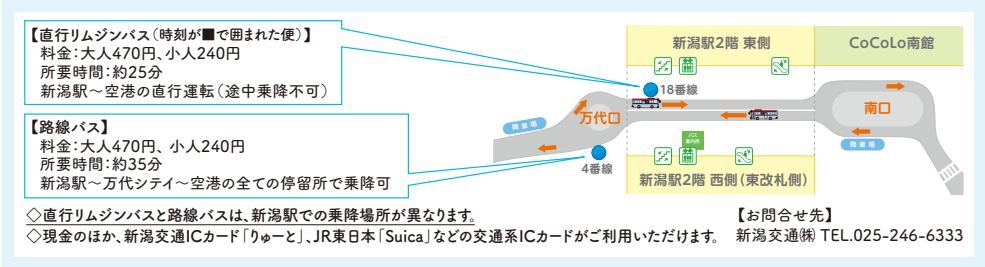 【直行リムジンバス(時刻が■で囲まれた便)】
料金:大人470円、小人240円
所要時間:約25分
新潟駅~空港の直行運転(途中乗降不可)
【路線バス】
料金:大人470円、小人240円
所要時間:約35分
新潟駅~万代シテイ~空港の全ての停留所で乗降可
新潟駅2階 東側
CoCoLo南館
18番線
万代口
南口
降車場
降車場
バス
案内所
4番線
新潟駅2階 西側(東改札側)
◇直行リムジンバスと路線バスは、新潟駅での乗降場所が異なります。
◇現金のほか、新潟交通ICカード「りゅーと」、JR東日本「Suica」などの交通系ICカードがご利用いただけます。
【お問合せ先】
新潟交通㈱ TEL.025-246-6333